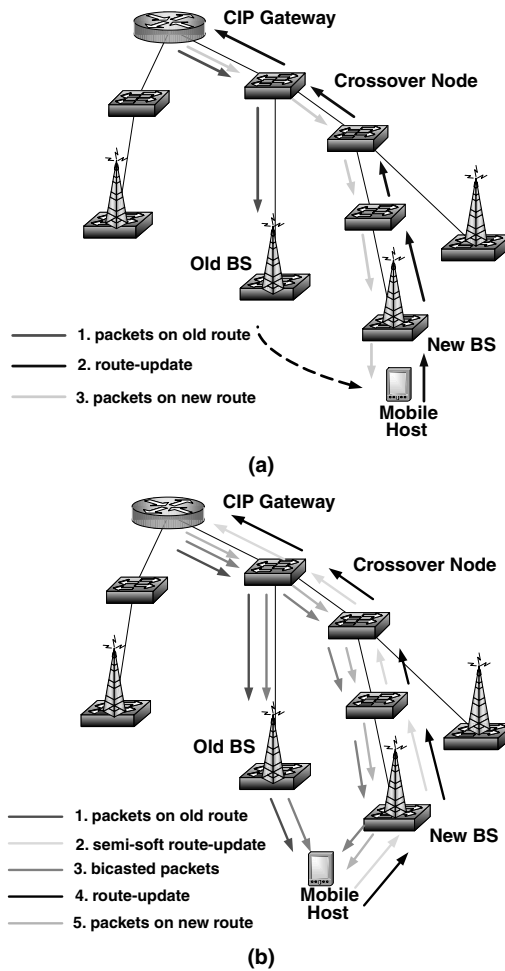 CIP Gateway
Crossover Node
Old BS
New BS
1. packets on old route
2. route-update
3. packets on new route
Mobile
Host
(a)
CIP Gateway
Crossover Node
Old BS
New BS
1. packets on old route
2. semi-soft route-update
3. bicasted packets
4. route-update
5. packets on new route
Mobile
Host
(b)